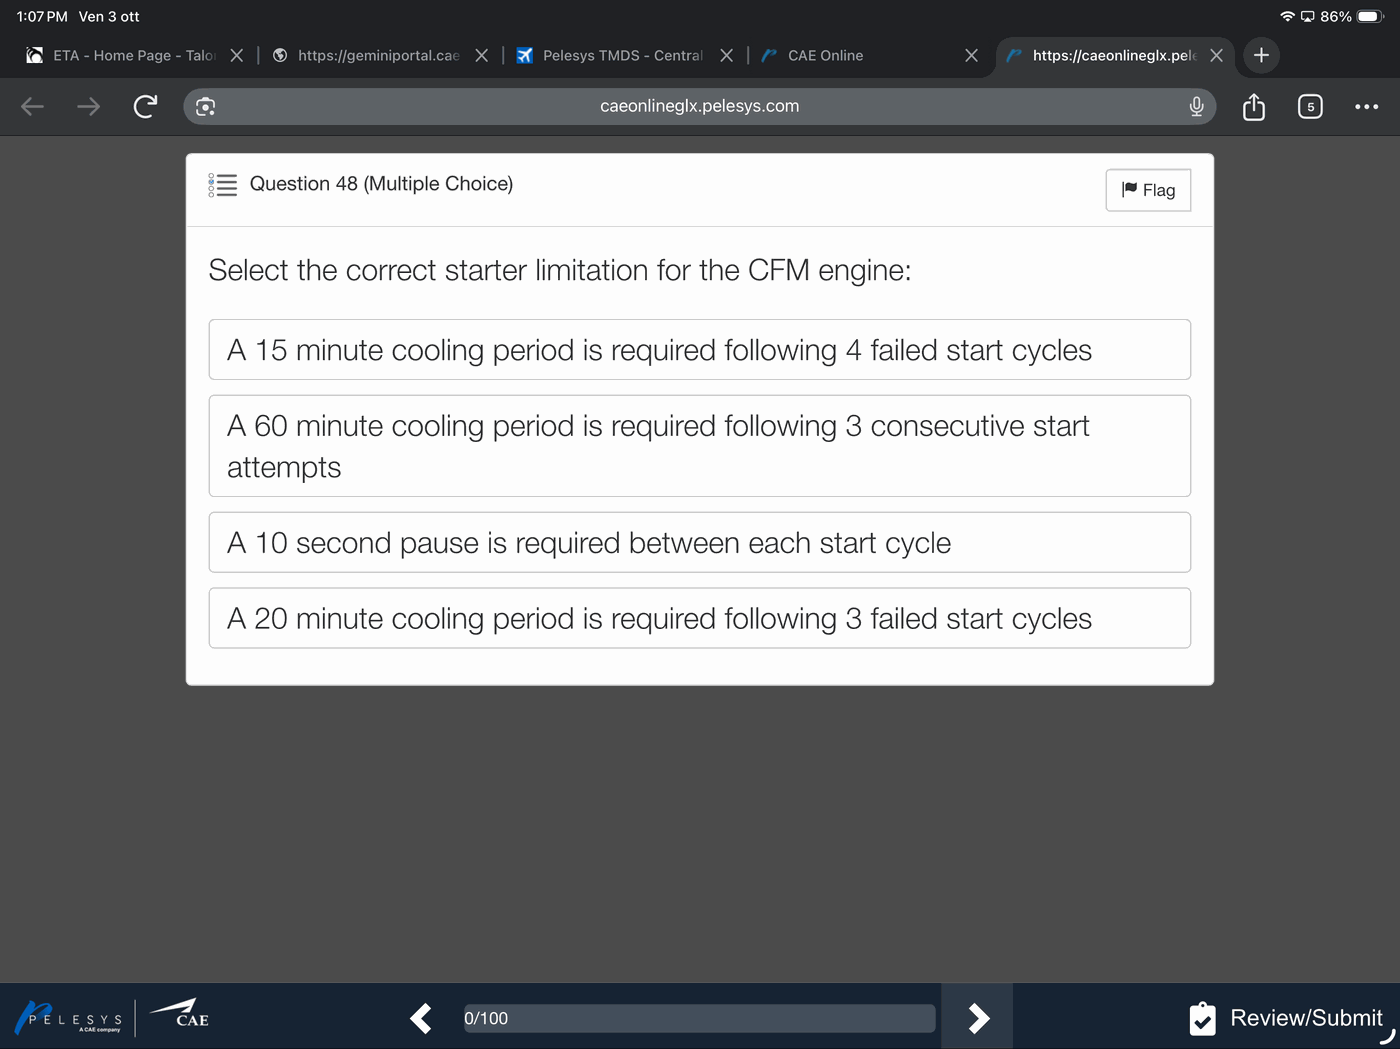 1:07 PM Ven 3 ott
86%
ETA - Home Page - Talo
https://geminiportal.cae
Pelesys TMDS - Central
CAE Online
https://caeonlineglx.pele
caeonlineglx.pelesys.com
5
Question 48 (Multiple Choice)
Flag
Select the correct starter limitation for the CFM engine:
A 15 minute cooling period is required following 4 failed start cycles
A 60 minute cooling period is required following 3 consecutive start
attempts
A 10 second pause is required between each start cycle
A 20 minute cooling period is required following 3 failed start cycles
PELESYS
A CAE company
CAE
0/100
Review/Submit